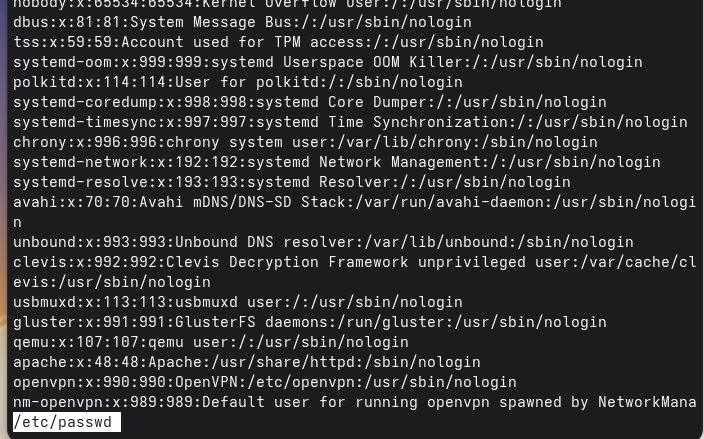 nobody:x:65534:65534:Kernel Overflow User:/:/usr/sbin/nologin
dbus:x:81:81:System Message Bus:/:/usr/sbin/nologin
tss:x:59:59:Account used for TPM access:/:/usr/sbin/nologin
systemd-oom:x:999:999:systemd Userspace OOM Killer:/:/usr/sbin/nologin
polkitd:x:114:114:User for polkitd:/:/sbin/nologin
systemd-coredump:x:998:998:systemd Core Dumper:/:/usr/sbin/nologin
systemd-timesync:x:997:997:systemd Time Synchronization:/:/usr/sbin/nologin
chrony:x:996:996:chrony system user:/var/lib/chrony:/sbin/nologin
systemd-network:x:192:192:systemd Network Management:/:/usr/sbin/nologin
systemd-resolve:x:193:193:systemd Resolver:/:/usr/sbin/nologin
avahi:x:70:70:Avahi mDNS/DNS-SD Stack:/var/run/avahi-daemon:/usr/sbin/nologi
n
unbound:x:993:993:Unbound DNS resolver:/var/lib/unbound:/sbin/nologin
clevis:x:992:992:Clevis Decryption Framework unprivileged user:/var/cache/cl
evis:/usr/sbin/nologin
usbmuxd:x:113:113:usbmuxd user:/:/usr/sbin/nologin
gluster:x:991:991:GlusterFS daemons:/run/gluster:/usr/sbin/nologin
qemu:x:107:107:qemu user:/:/usr/sbin/nologin
apache:x:48:48:Apache:/usr/share/httpd:/sbin/nologin
openvpn:x:990:990:OpenVPN:/etc/openvpn:/usr/sbin/nologin
nm-openvpn:x:989:989:Default user for running openvpn spawned by NetworkMana
/etc/passwd